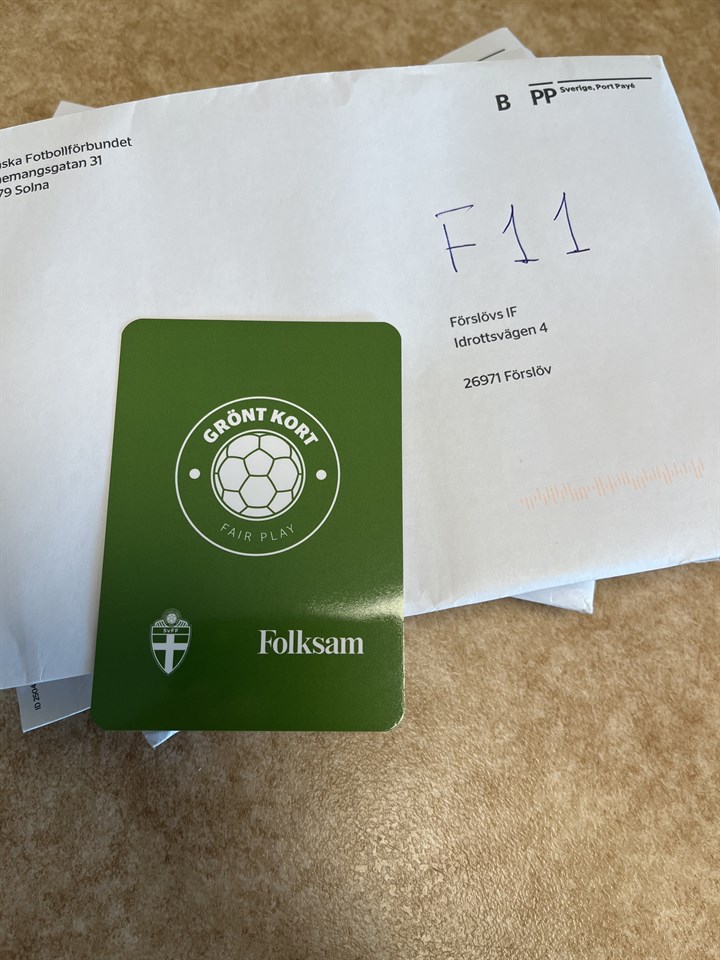 ska Fotbollförbundet
emangsgatan 31
79 Solna
B PP Sverige, Port Payé
F11
Förslövs IF
Idrottsvägen 4
26971 Förslöv
GRÖNT KORT
FAIR PLAY
SvFF
Folksam